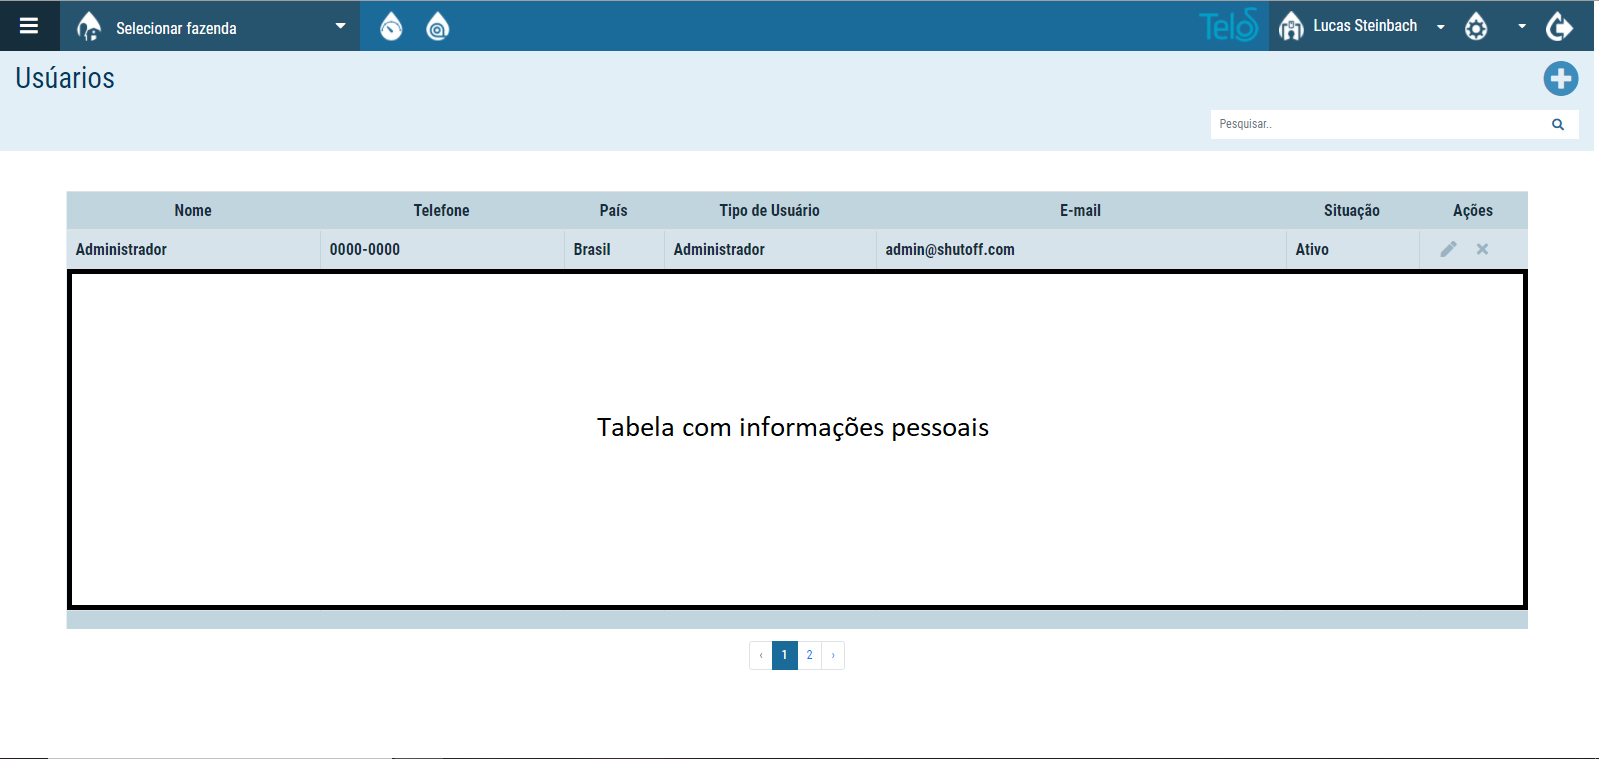 Selecionar fazenda
Telos
Lucas Steinbach
Usúarios
Pesquisar..
Nome Telefone País Tipo de Usuário E-mail Situação Ações
Administrador 0000-0000 Brasil Administrador admin@shutoff.com Ativo
Tabela com informações pessoais
‹ 1 2 ›